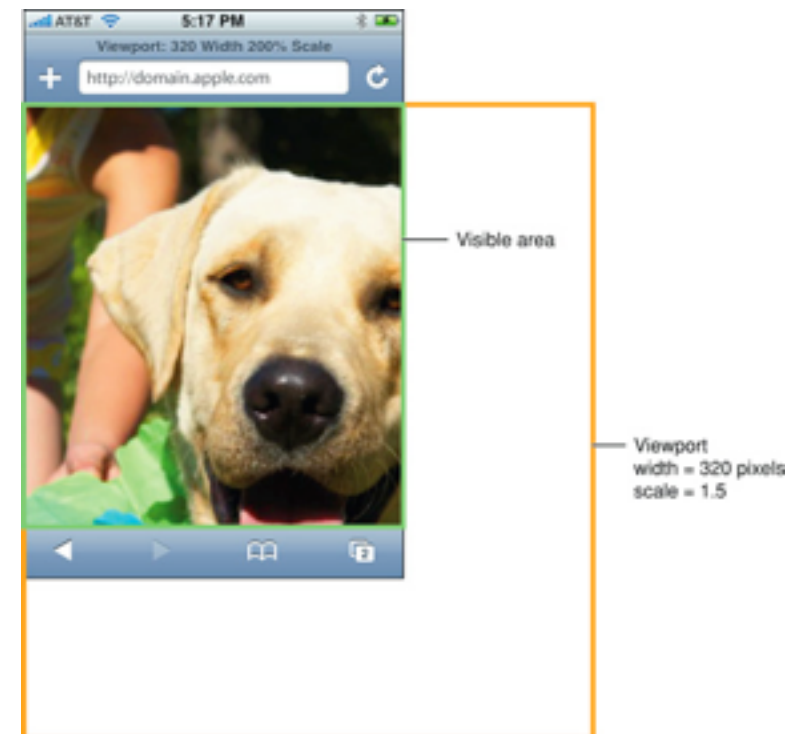 AT&T 5:17 PM
Viewport: 320 Width 200% Scale
http://domain.apple.com
Visible area
Viewport
width = 320 pixels
scale = 1.5
2